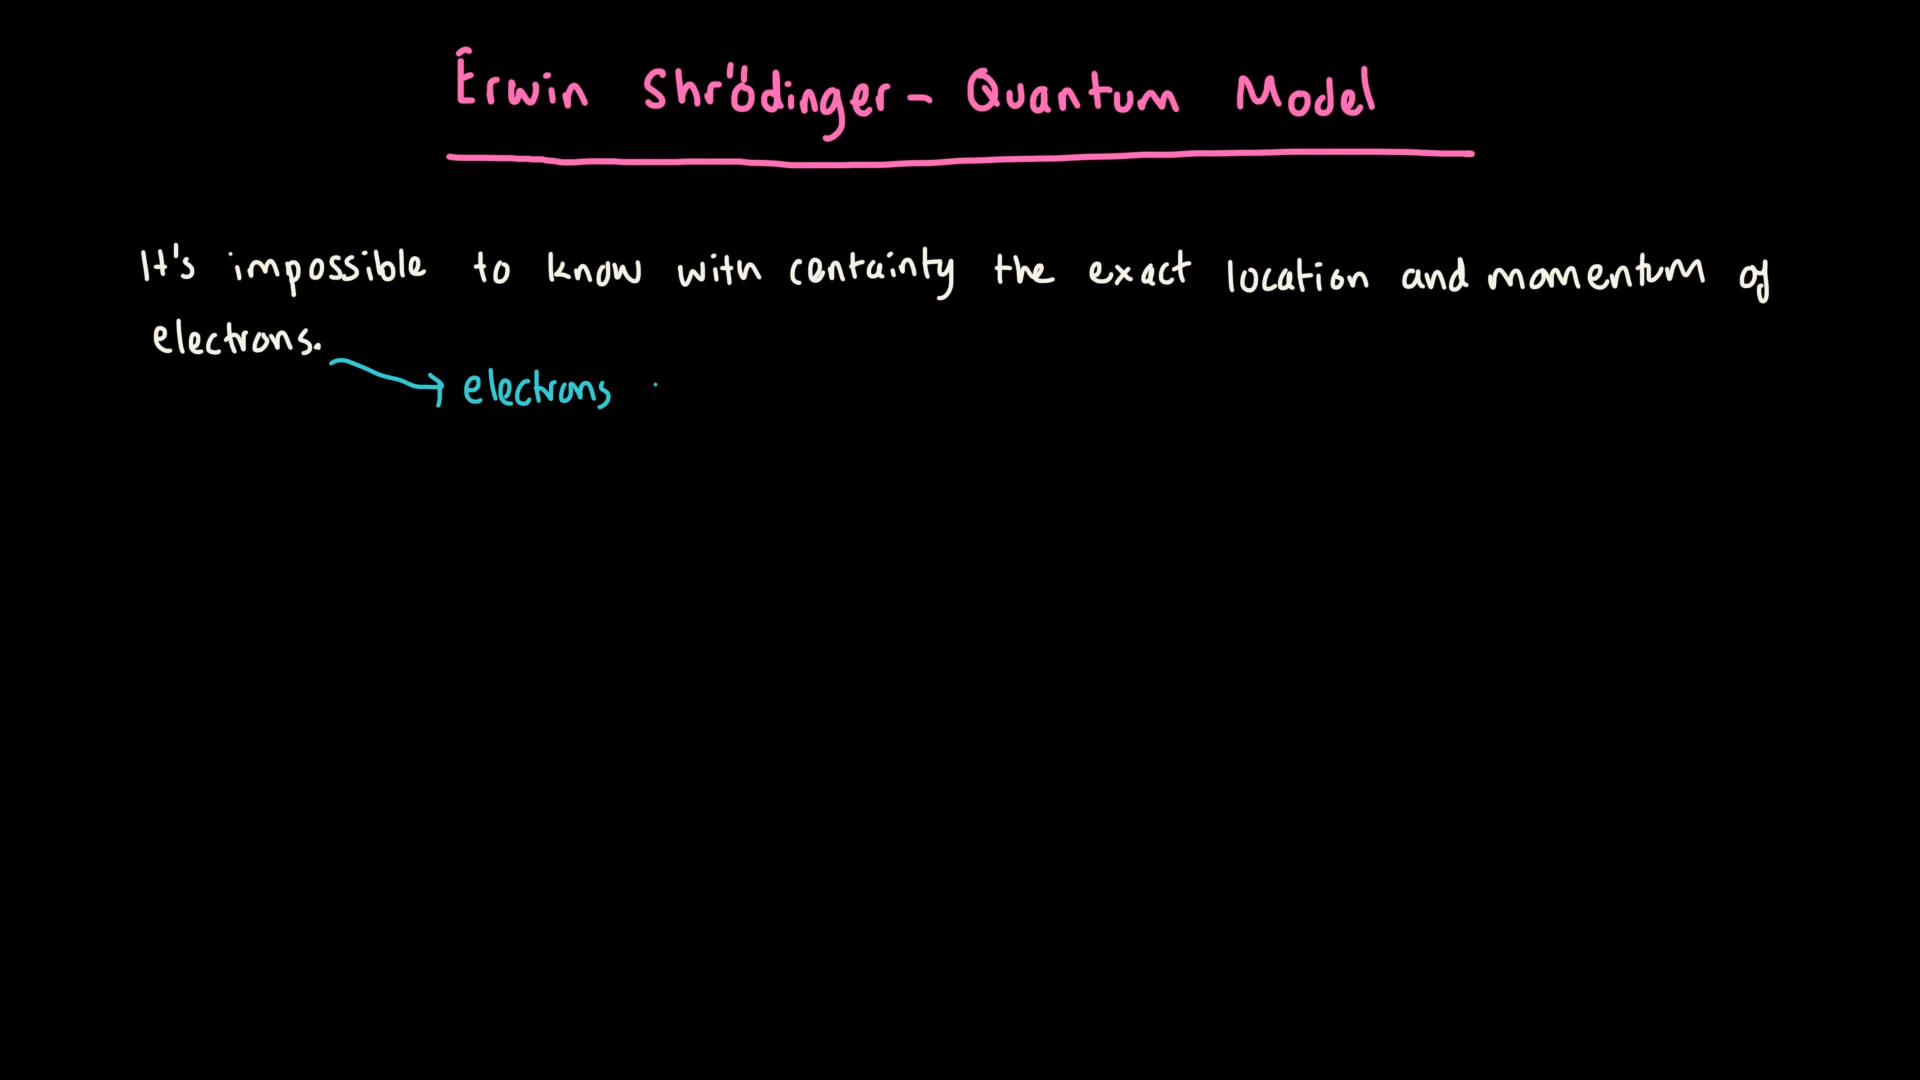 Erwin Shrödinger - Quantum Model
It's impossible to know with certainty the exact location and momentum of
electrons.
electrons